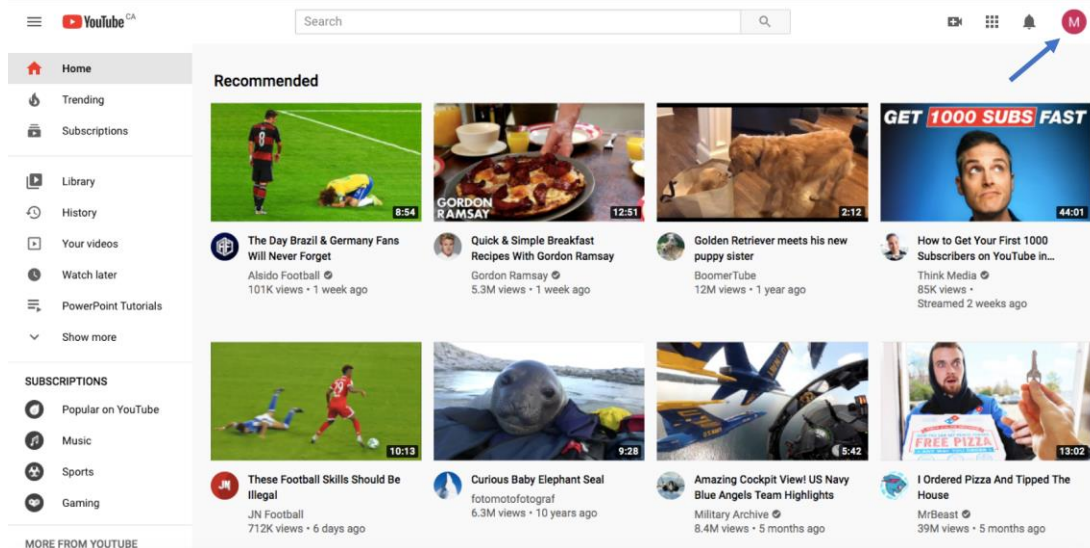 YouTube CA
Search
M
Home
Trending
Subscriptions
Library
History
Your videos
Watch later
PowerPoint Tutorials
Show more
SUBSCRIPTIONS
Popular on YouTube
Music
Sports
Gaming
MORE FROM YOUTUBE
Recommended
8:54
GORDON
RAMSAY
12:51
2:12
GET 1000 SUBS FAST
44:01
The Day Brazil & Germany Fans
Will Never Forget
Alsido Football
101K views • 1 week ago
Quick & Simple Breakfast
Recipes With Gordon Ramsay
Gordon Ramsay
5.3M views • 1 week ago
Golden Retriever meets his new
puppy sister
BoomerTube
12M views • 1 year ago
How to Get Your First 1000
Subscribers on YouTube in...
Think Media
85K views •
Streamed 2 weeks ago
10:13
9:28
5:42
FREE PIZZA
13:02
JN
These Football Skills Should Be
Illegal
JN Football
712K views • 6 days ago
Curious Baby Elephant Seal
fotomotofotograf
6.3M views • 10 years ago
Amazing Cockpit View! US Navy
Blue Angels Team Highlights
Military Archive
8.4M views • 5 months ago
I Ordered Pizza And Tipped The
House
MrBeast
39M views • 5 months ago